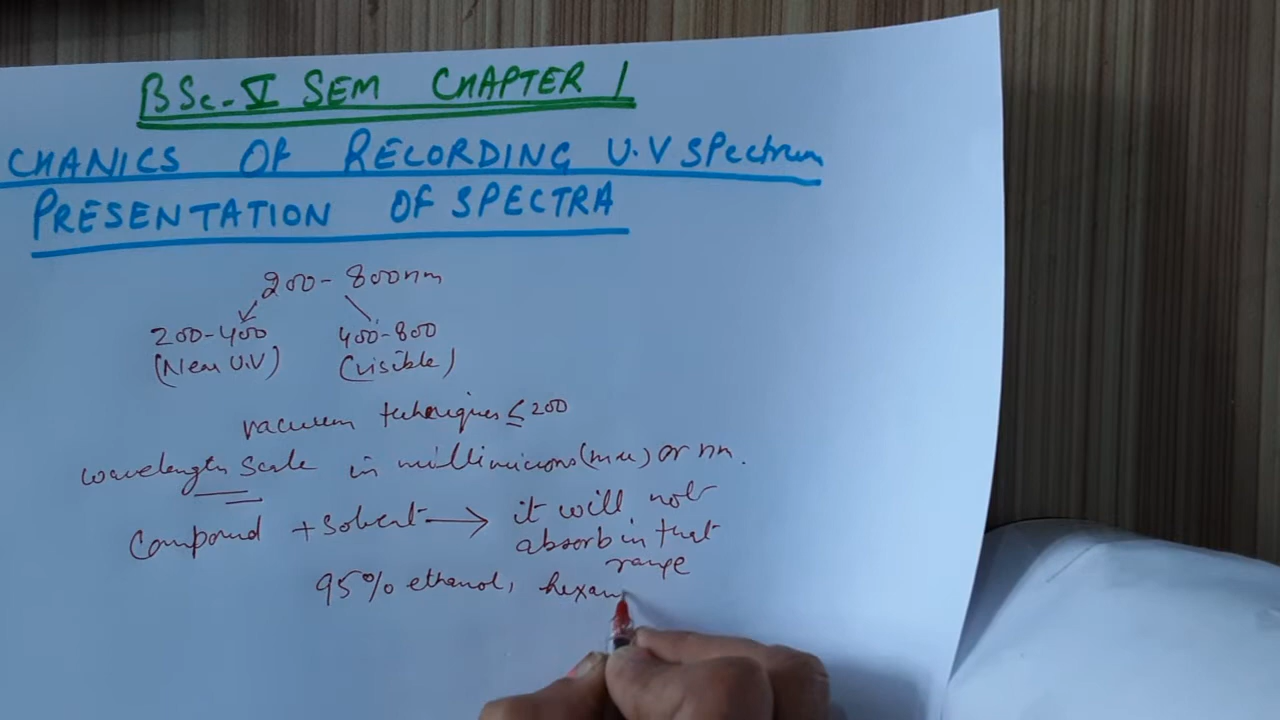 BSc-V SEM CHAPTER 1
CHANICS OF RECORDING U.V SPectrum
PRESENTATION OF SPECTRA
200-800nm
200-400 400-800
(Near U.V) (visible)
vacuum techniques ≤ 200
wavelength scale in millimicrons (mu) or nm.
Compound + Solvent → it will not
absorb in that
range
95% ethanol, hexan